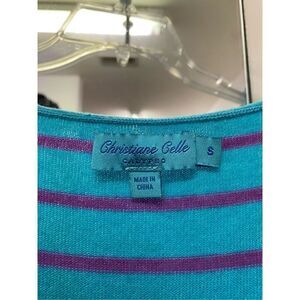 Christiane Celle
CALYPSO
S
MADE IN
CHINA